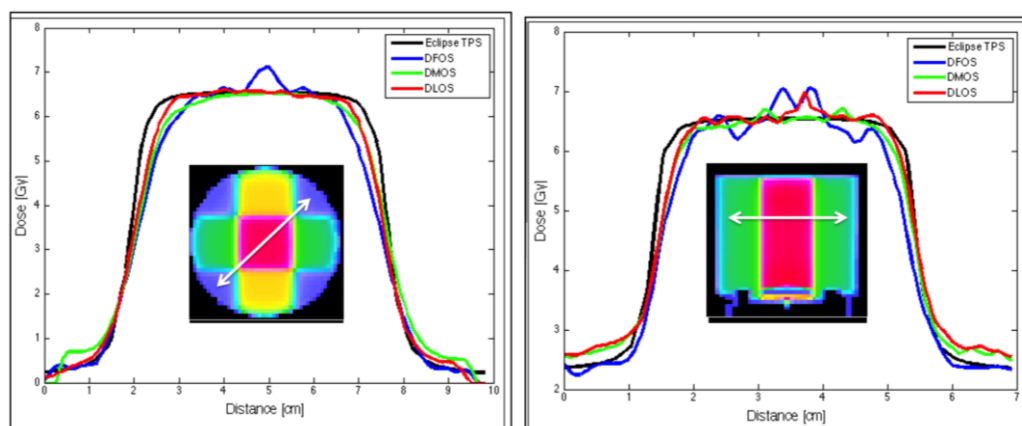 8
7
6
5
4
3
2
1
0
Dose [Gy]
0 1 2 3 4 5 6 7 8 9 10
Distance [cm]
Eclipse TPS
DFOS
DMOS
DLOS
8
7
6
5
4
3
2
Dose [Gy]
0 1 2 3 4 5 6 7
Distance [cm]
Eclipse TPS
DFOS
DMOS
DLOS